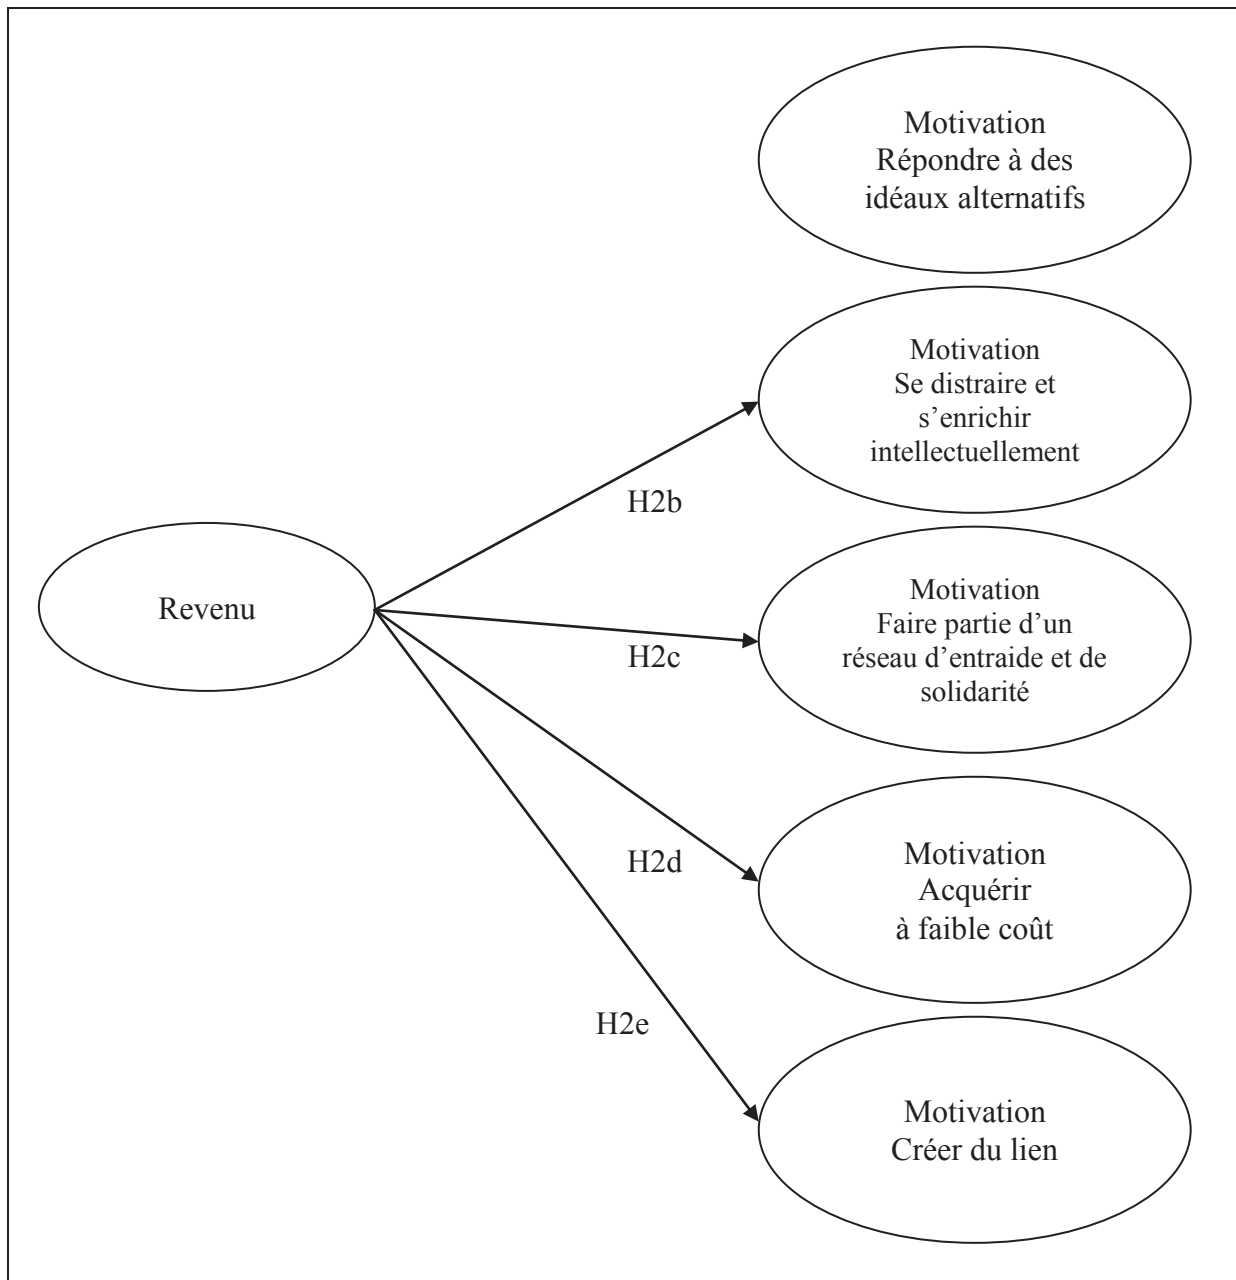 Motivation
Répondre à des
idéaux alternatifs
Motivation
Se distraire et
s’enrichir
intellectuellement
H2b
Revenu
Motivation
Faire partie d’un
réseau d’entraide et de
solidarité
H2c
H2d
Motivation
Acquérir
à faible coût
H2e
Motivation
Créer du lien